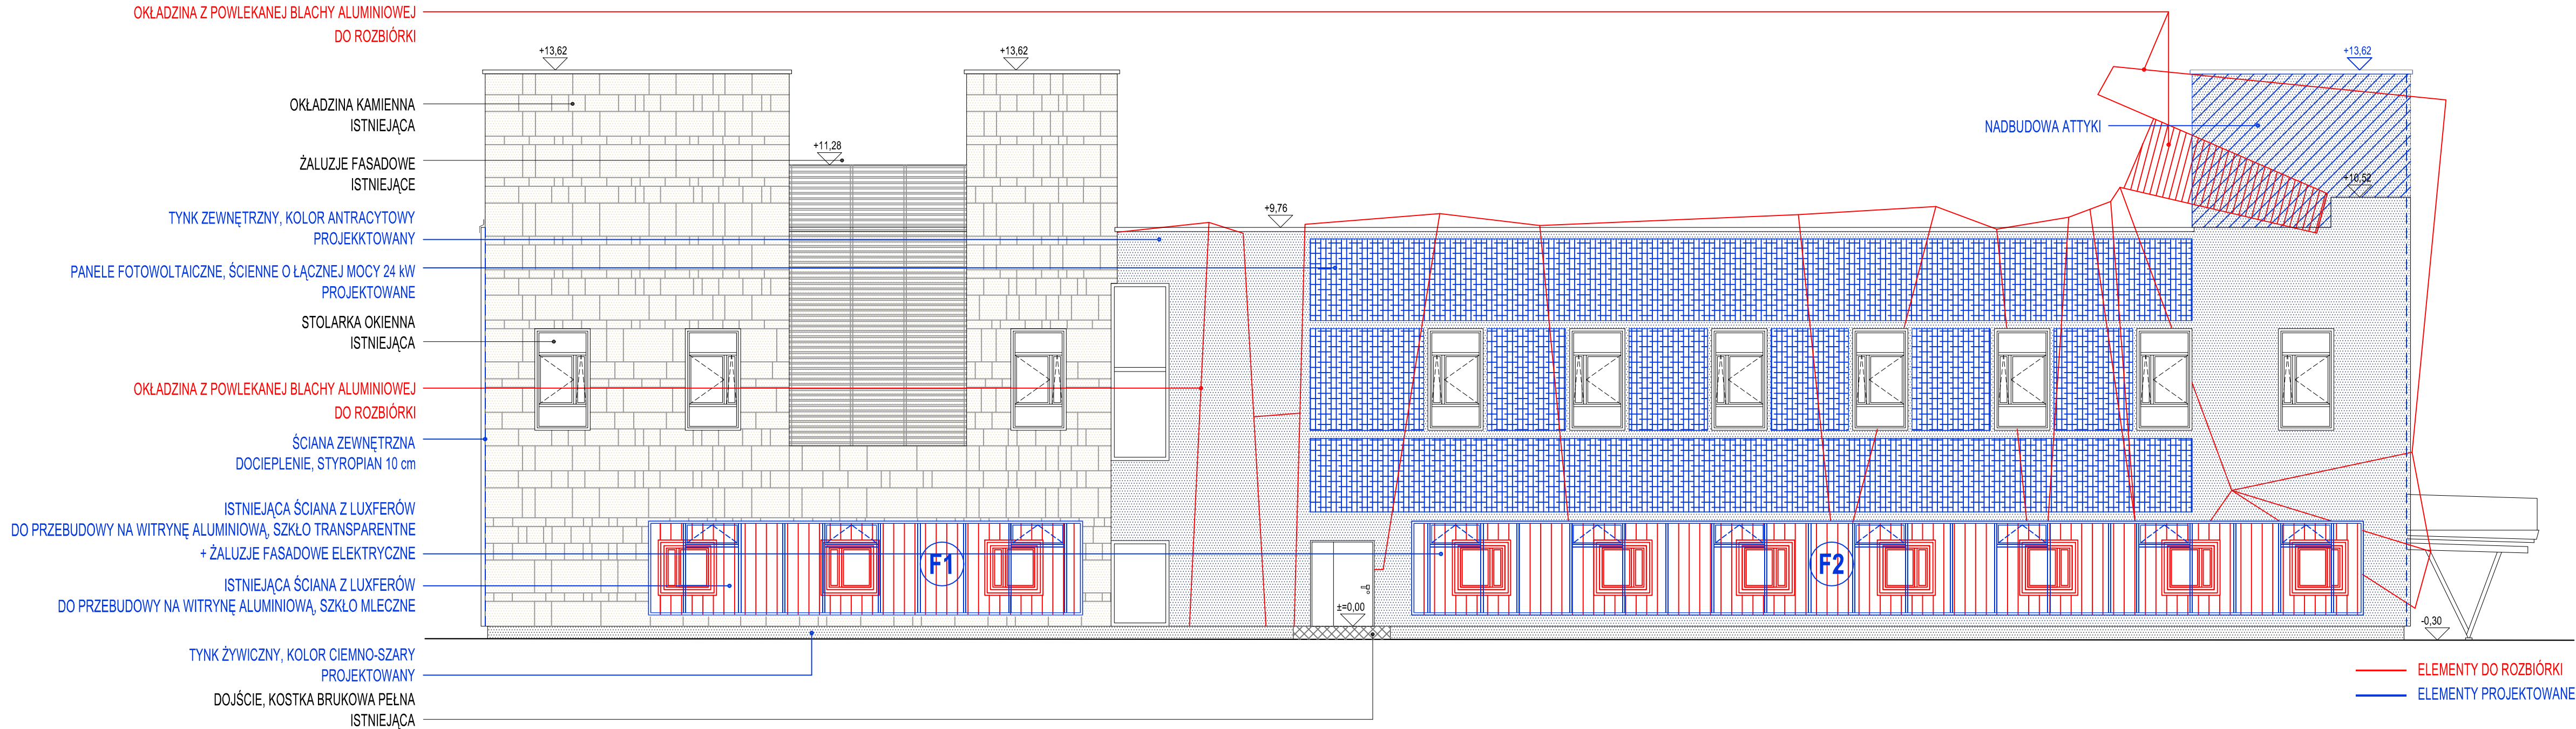 OKŁADZINA Z POWLEKANEJ BLACHY ALUMINIOWEJ
DO ROZBIÓRKI
OKŁADZINA KAMIENNA
ISTNIEJĄCA
ŻALUZJE FASADOWE
ISTNIEJĄCE
TYNK ZEWNĘTRZNY, KOLOR ANTRACYTOWY
PROJEKKTOWANY
PANELE FOTOWOLTAICZNE, ŚCIENNE O ŁĄCZNEJ MOCY 24 kW
PROJEKTOWANE
STOLARKA OKIENNA
ISTNIEJĄCA
OKŁADZINA Z POWLEKANEJ BLACHY ALUMINIOWEJ
DO ROZBIÓRKI
ŚCIANA ZEWNĘTRZNA
DOCIEPLENIE, STYROPIAN 10 cm
ISTNIEJĄCA ŚCIANA Z LUXFERÓW
DO PRZEBUDOWY NA WITRYNĘ ALUMINIOWĄ, SZKŁO TRANSPARENTNE
+ ŻALUZJE FASADOWE ELEKTRYCZNE
ISTNIEJĄCA ŚCIANA Z LUXFERÓW
DO PRZEBUDOWY NA WITRYNĘ ALUMINIOWĄ, SZKŁO MLECZNE
TYNK ŻYWICZNY, KOLOR CIEMNO-SZARY
PROJEKTOWANY
DOJŚCIE, KOSTKA BRUKOWA PEŁNA
ISTNIEJĄCA
+13,62
+13,62
+11,28
+9,76
+13,62
NADBUDOWA ATTYKI
+10,52
F1
F2
±=0,00
-0,30
ELEMENTY DO ROZBIÓRKI
ELEMENTY PROJEKTOWANE